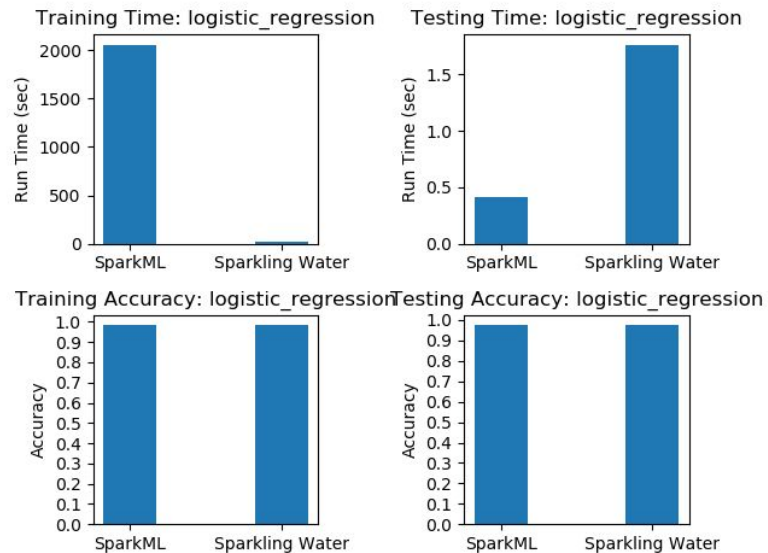 Training Time: logistic_regression
Run Time (sec)
2000
1500
1000
500
0
SparkML Sparkling Water
Testing Time: logistic_regression
Run Time (sec)
1.5
1.0
0.5
0.0
SparkML Sparkling Water
Training Accuracy: logistic_regression
Accuracy
1.0
0.9
0.8
0.7
0.6
0.5
0.4
0.3
0.2
0.1
0.0
SparkML Sparkling Water
Testing Accuracy: logistic_regression
Accuracy
1.0
0.9
0.8
0.7
0.6
0.5
0.4
0.3
0.2
0.1
0.0
SparkML Sparkling Water